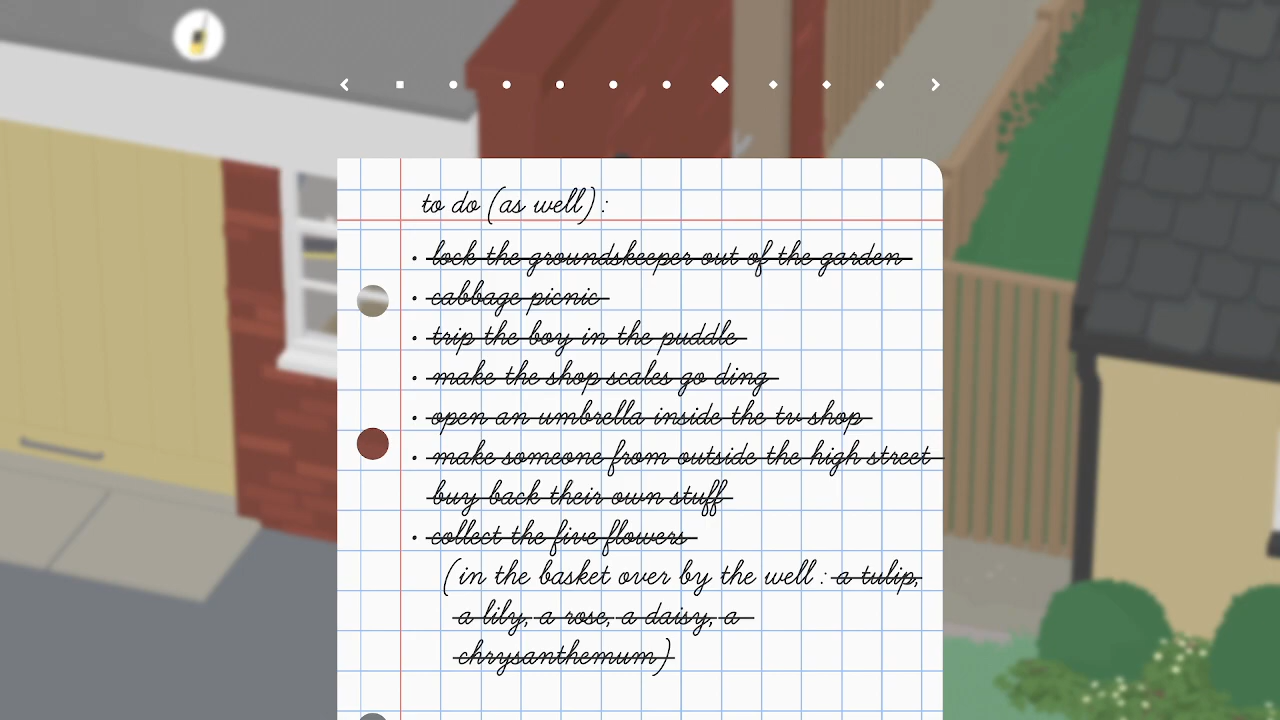 to do (as well):
• lock the groundskeeper out of the garden
• cabbage picnic
• trip the boy in the puddle
• make the shop scales go ding
• open an umbrella inside the tv shop
• make someone from outside the high street
buy back their own stuff
• collect the five flowers
(in the basket over by the well : a tulip,
a lily, a rose, a daisy, a
chrysanthemum)